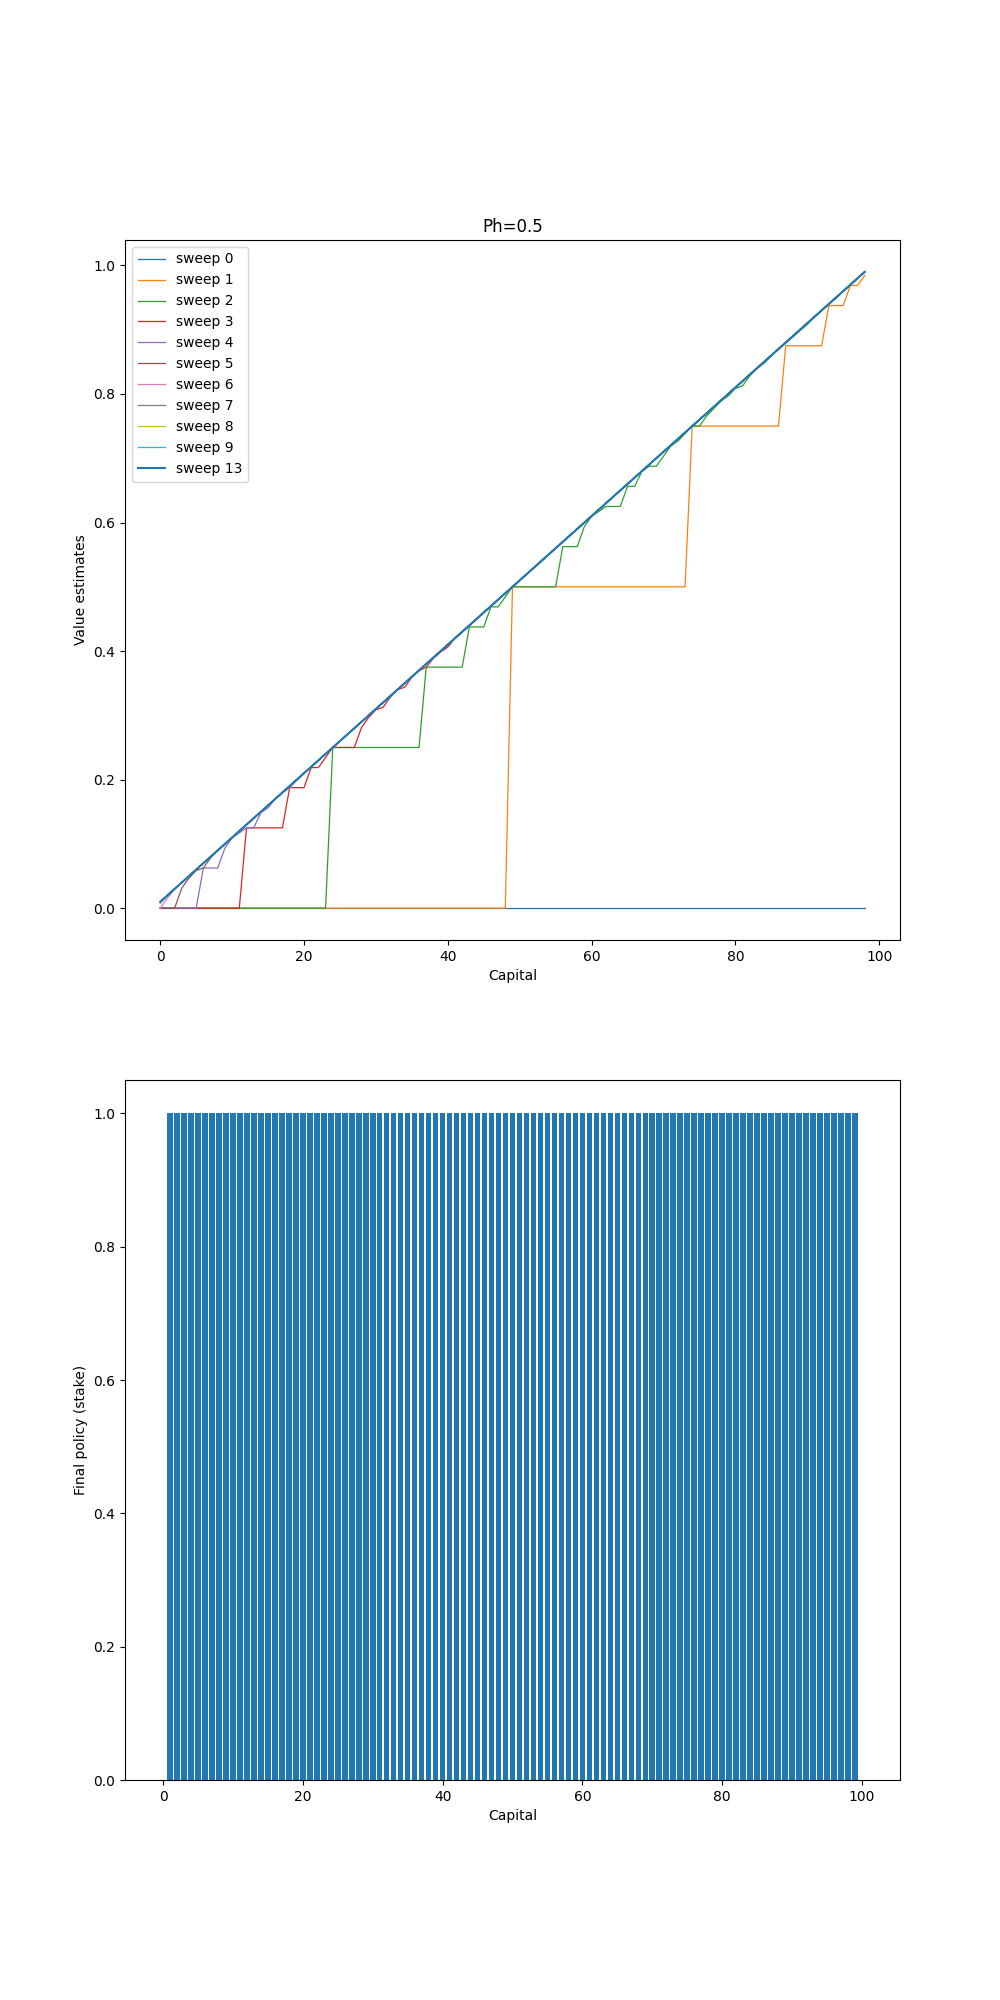 Ph=0.5
sweep 0
sweep 1
sweep 2
sweep 3
sweep 4
sweep 5
sweep 6
sweep 7
sweep 8
sweep 9
sweep 13
1.0
0.8
0.6
0.4
0.2
0.0
Value estimates
0 20 40 60 80 100
Capital
1.0
0.8
0.6
0.4
0.2
0.0
Final policy (stake)
0 20 40 60 80 100
Capital